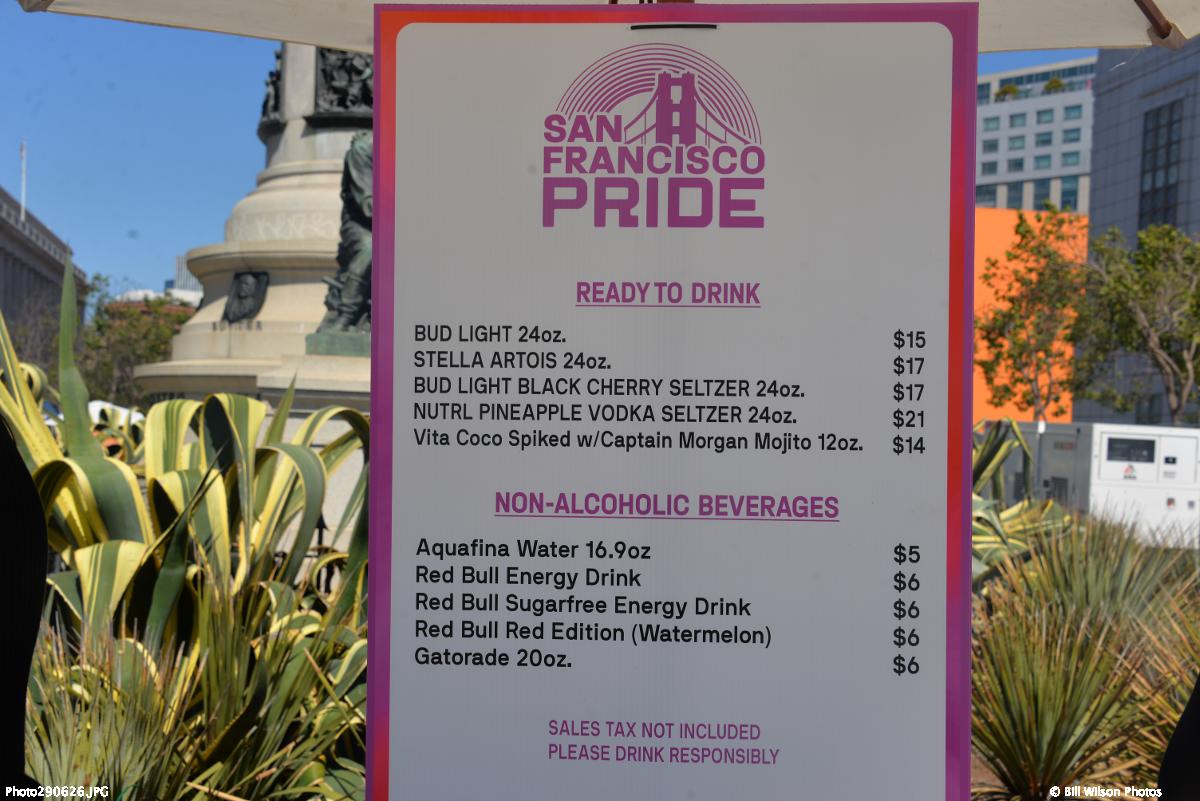 SAN
FRANCISCO
PRIDE
READY TO DRINK
BUD LIGHT 24oz. $15
STELLA ARTOIS 24oz. $17
BUD LIGHT BLACK CHERRY SELTZER 24oz. $17
NUTRL PINEAPPLE VODKA SELTZER 24oz. $21
Vita Coco Spiked w/Captain Morgan Mojito 12oz. $14
NON-ALCOHOLIC BEVERAGES
Aquafina Water 16.9oz $5
Red Bull Energy Drink $6
Red Bull Sugarfree Energy Drink $6
Red Bull Red Edition (Watermelon) $6
Gatorade 20oz. $6
SALES TAX NOT INCLUDED
PLEASE DRINK RESPONSIBLY
Photo290626.JPG
© Bill Wilson Photos